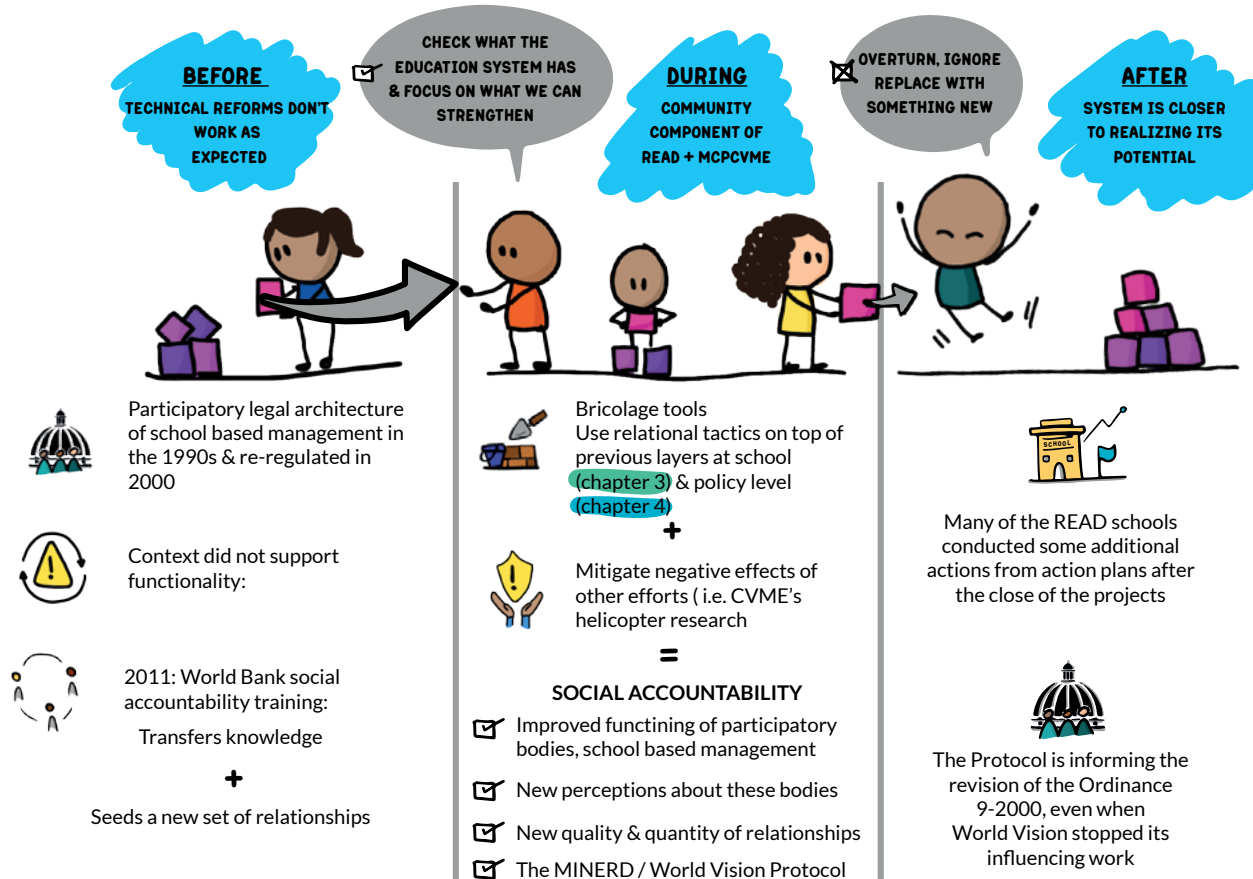 BEFORE
TECHNICAL REFORMS DON'T
WORK AS
EXPECTED
CHECK WHAT THE
EDUCATION SYSTEM HAS
& FOCUS ON WHAT WE CAN
STRENGTHEN
DURING
COMMUNITY
COMPONENT OF
READ + MCPCVME
OVERTURN, IGNORE
REPLACE WITH
SOMETHING NEW
AFTER
SYSTEM IS CLOSER
TO REALIZING ITS
POTENTIAL
Participatory legal architecture
of school based management in
the 1990s & re-regulated in
2000
Context did not support
functionality:
2011: World Bank social
accountability training:
Transfers knowledge
+
Seeds a new set of relationships
Bricolage tools
Use relational tactics on top of
previous layers at school
(chapter 3) & policy level
(chapter 4)
+
Mitigate negative effects of
other efforts ( i.e. CVME's
helicopter research
=
SOCIAL ACCOUNTABILITY
Improved functining of participatory
bodies, school based management
New perceptions about these bodies
New quality & quantity of relationships
The MINERD / World Vision Protocol
SCHOOL
Many of the READ schools
conducted some additional
actions from action plans after
the close of the projects
The Protocol is informing the
revision of the Ordinance
9-2000, even when
World Vision stopped its
influencing work